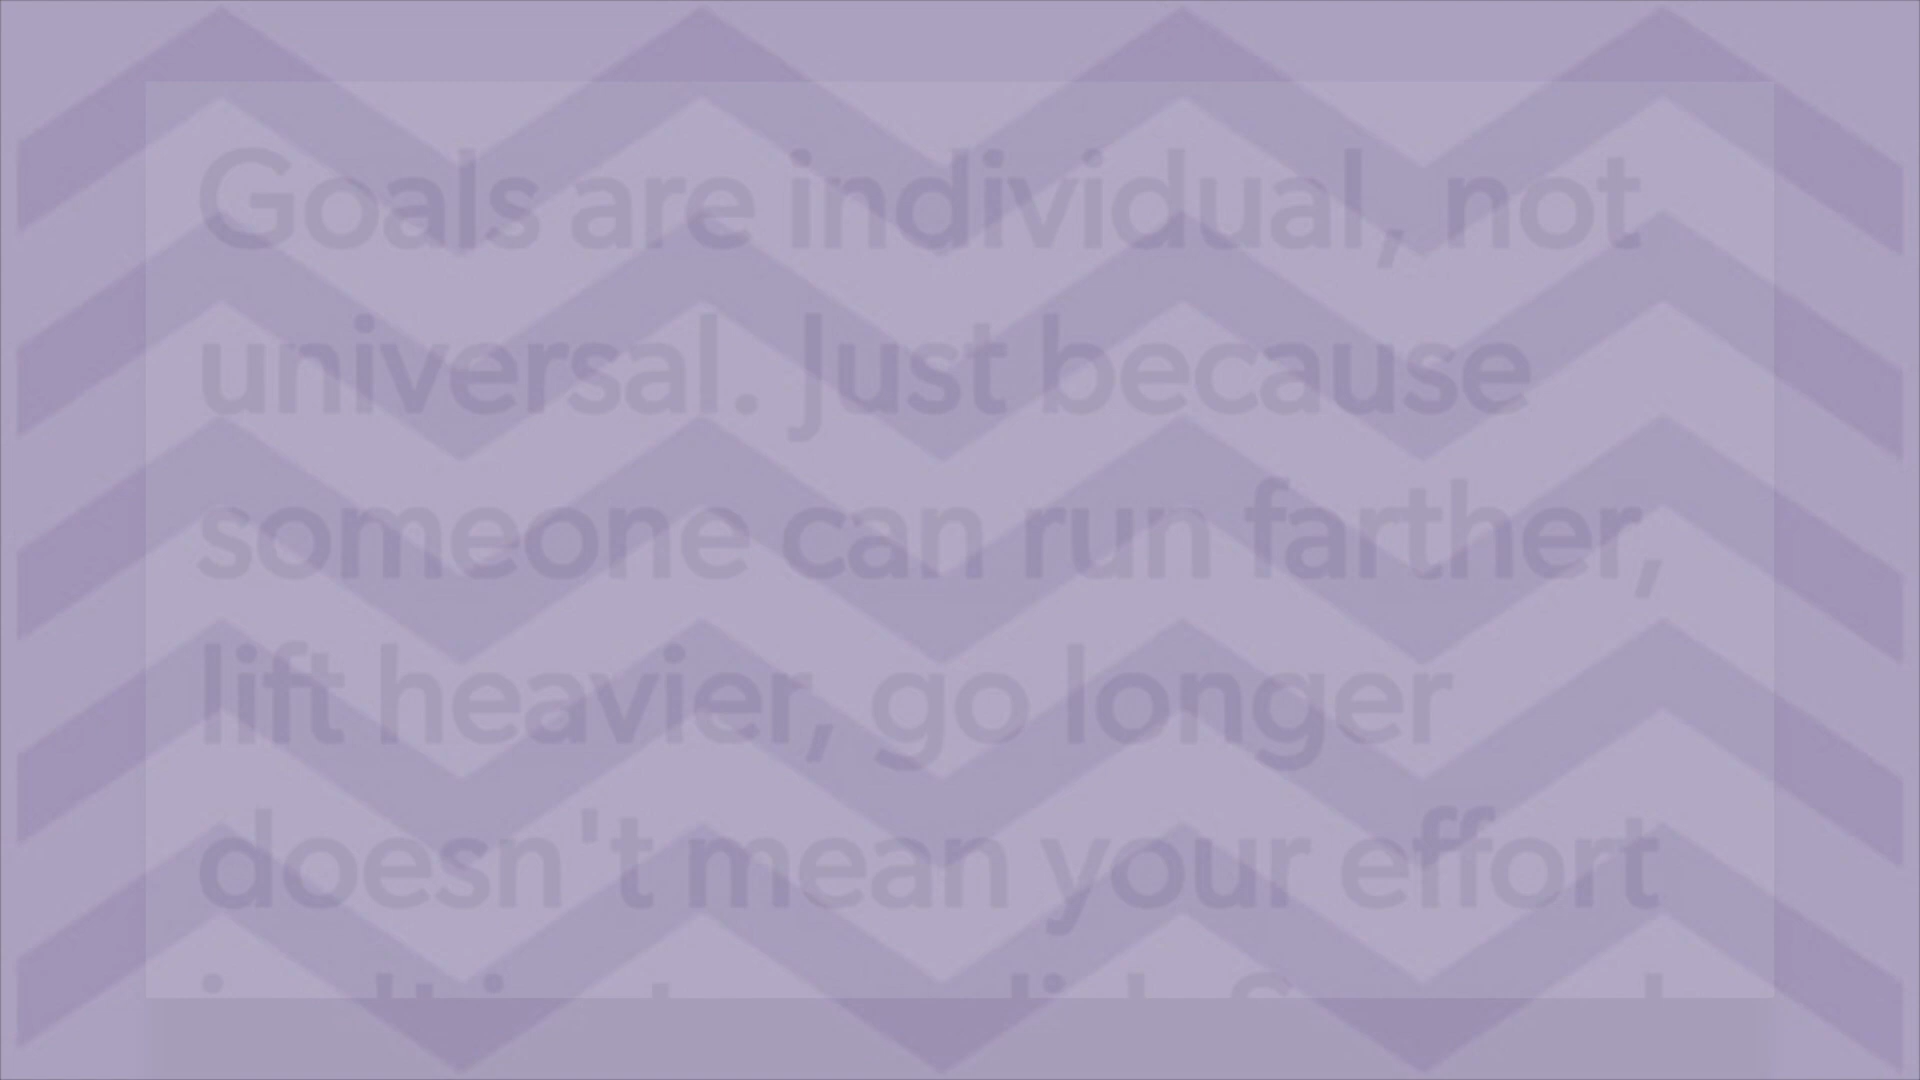 Goals are individual, not
universal. Just because
someone can run farther,
lift heavier, go longer
doesn't mean your effort